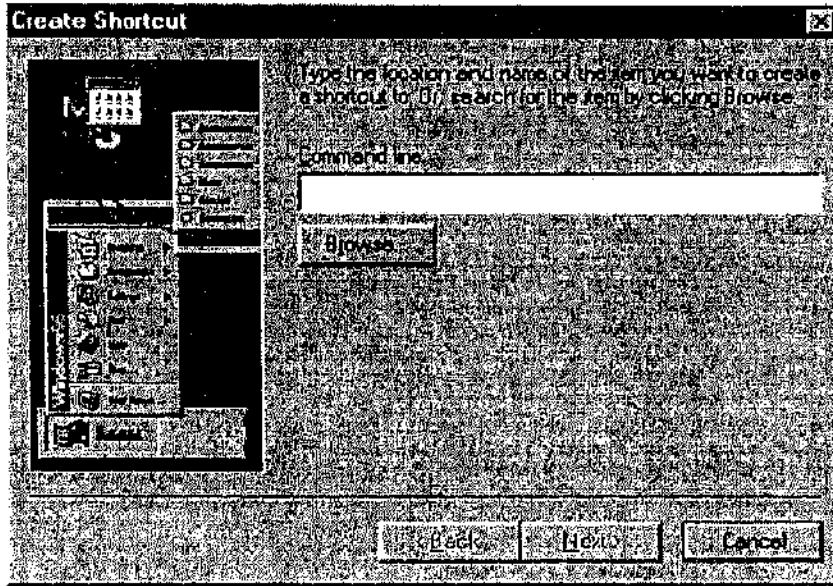 Create Shortcut
Type the location and name of the item you want to create
a shortcut to. Or, search for the item by clicking Browse.
Command line:
Browse...
< Back
Next >
Cancel